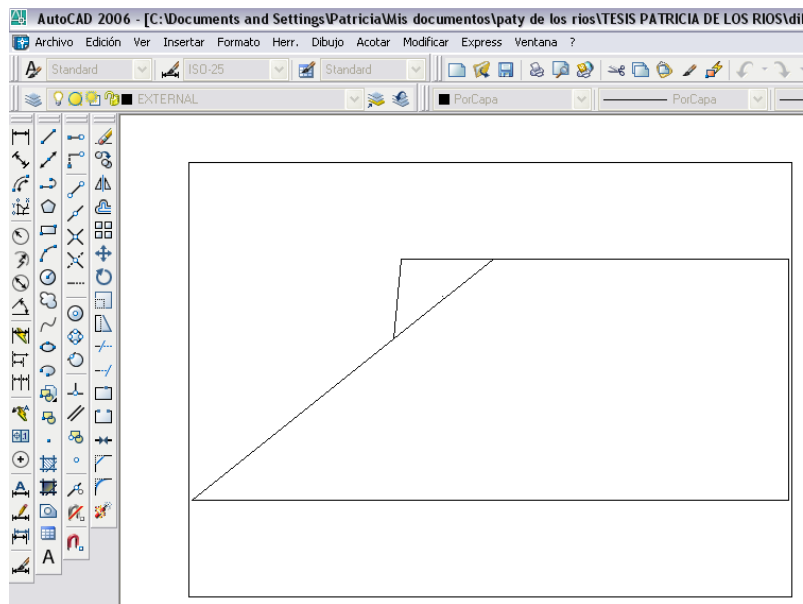 AutoCAD 2006 - [C:\Documents and Settings\Patricia\Mis documentos\paty de los rios\TESIS PATRICIA DE LOS RIOS\di
Archivo Edición Ver Insertar Formato Herr. Dibujo Acotar Modificar Express Ventana ?
Standard ISO-25 Standard
EXTERNAL PorCapa PorCapa